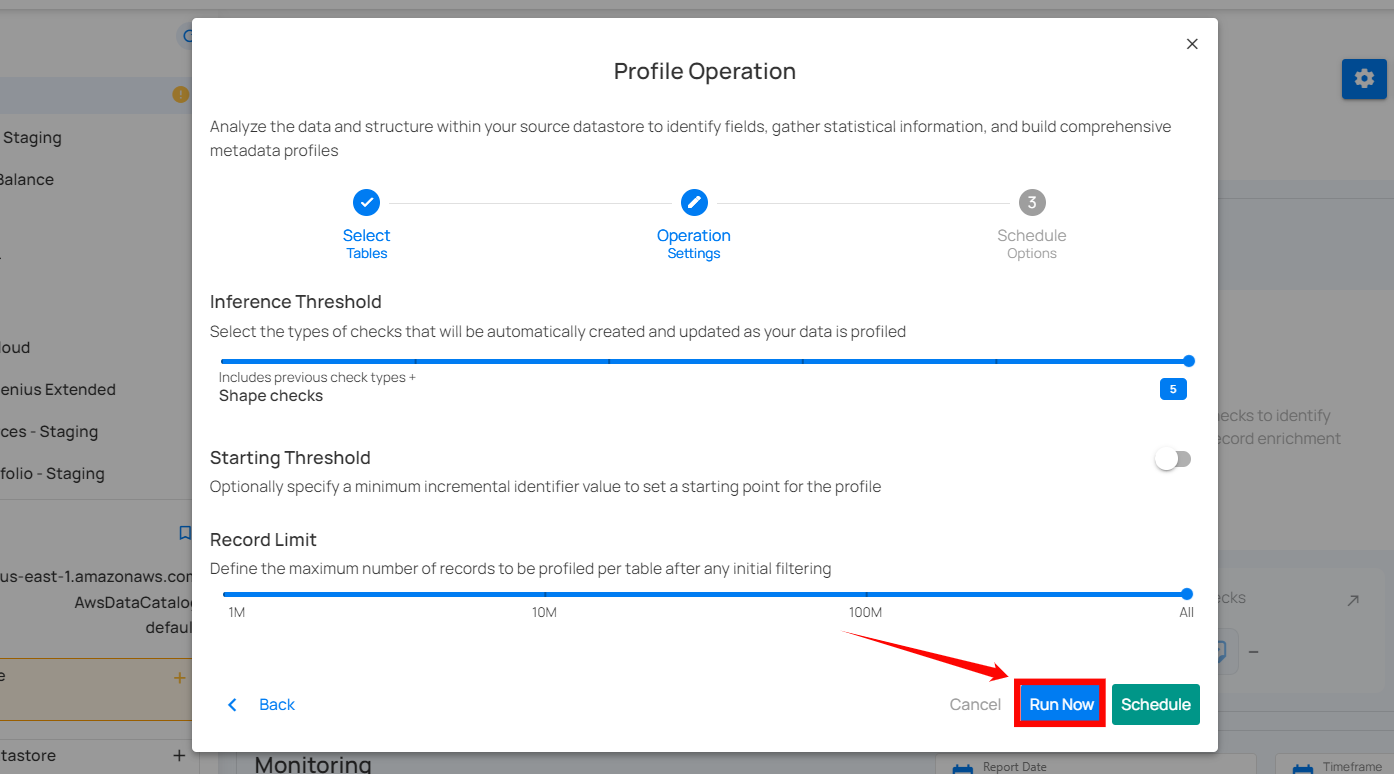 Profile Operation
Analyze the data and structure within your source datastore to identify fields, gather statistical information, and build comprehensive
metadata profiles
3
Select
Tables
Operation
Settings
Schedule
Options
Inference Threshold
Select the types of checks that will be automatically created and updated as your data is profiled
Includes previous check types +
Shape checks
5
Starting Threshold
Optionally specify a minimum incremental identifier value to set a starting point for the profile
Record Limit
Define the maximum number of records to be profiled per table after any initial filtering
1M
10M
100M
All
Back
Cancel
Run Now
Schedule
Staging
Balance
loud
enius Extended
ces - Staging
folio - Staging
us-east-1.amazonaws.con
AwsDataCatalog
default
e
tastore
ecks to identify
ecord enrichment
ecks
–
Monitoring
Report Date
Timeframe